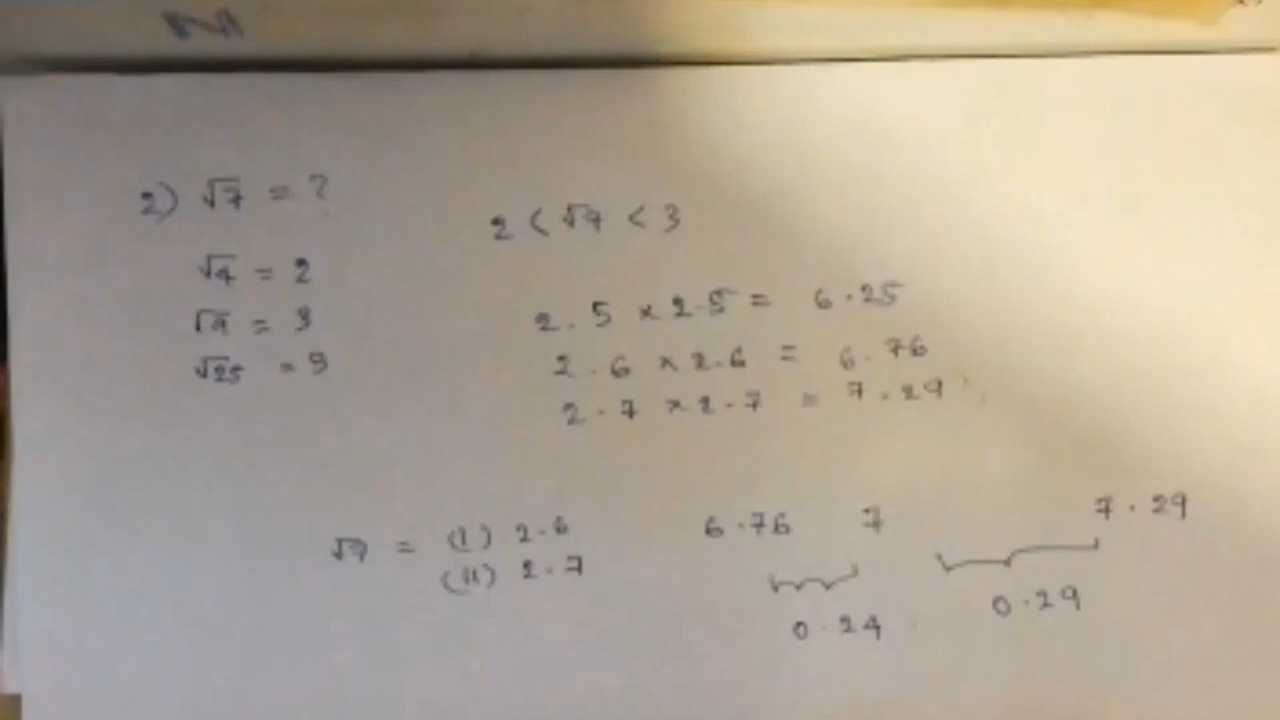 2) √7 = ?
√4 = 2
√9 = 3
√25 = 5
2 < √7 < 3
2.5 × 2.5 = 6.25
2.6 × 2.6 = 6.76
2.7 × 2.7 = 7.29
√7 = (I) 2.6
(II) 2.7
6.76 7 7.29
0.24 0.29